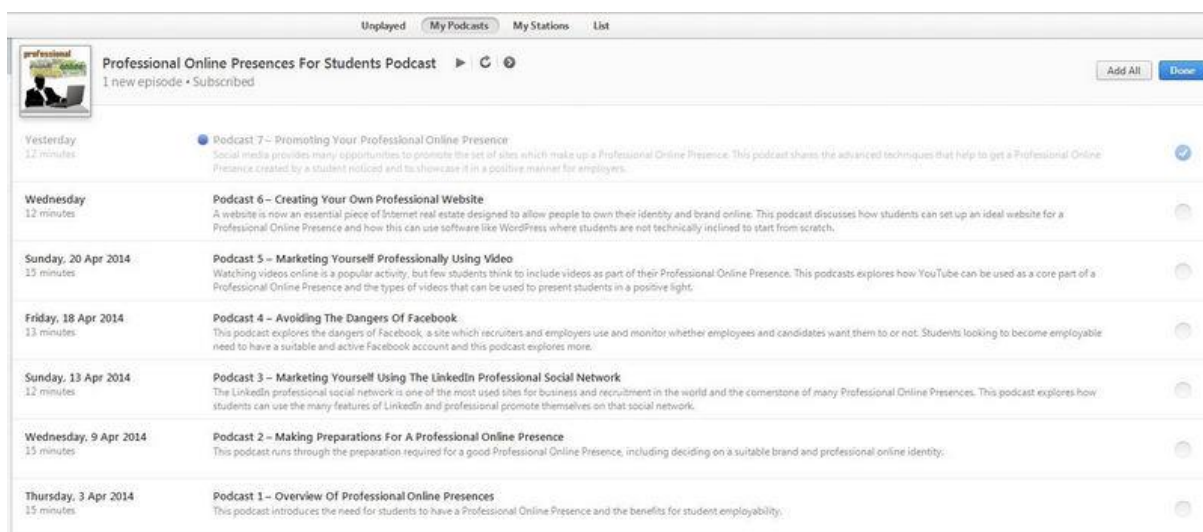 Unplayed My Podcasts My Stations List
professional
online
Professional Online Presences For Students Podcast
1 new episode • Subscribed
Add All Done
Yesterday
12 minutes
Podcast 7 – Promoting Your Professional Online Presence
Social media provides many opportunities to promote the set of sites which make up a Professional Online Presence. This podcast shares the advanced techniques that help to get a Professional Online
Presence created by a student noticed and to showcase it in a positive manner for employers.
Wednesday
12 minutes
Podcast 6 – Creating Your Own Professional Website
A website is now an essential piece of Internet real estate designed to allow people to own their identity and brand online. This podcast discusses how students can set up an ideal website for a
Professional Online Presence and how this can use software like WordPress where students are not technically inclined to start from scratch.
Sunday, 20 Apr 2014
15 minutes
Podcast 5 – Marketing Yourself Professionally Using Video
Watching videos online is a popular activity, but few students think to include videos as part of their Professional Online Presence. This podcasts explores how YouTube can be used as a core part of a
Professional Online Presence and the types of videos that can be used to present students in a positive light.
Friday, 18 Apr 2014
13 minutes
Podcast 4 – Avoiding The Dangers Of Facebook
This podcast explores the dangers of Facebook, a site which recruiters and employers use and monitor whether employees and candidates want them to or not. Students looking to become employable
need to have a suitable and active Facebook account and this podcast explores more.
Sunday, 13 Apr 2014
12 minutes
Podcast 3 – Marketing Yourself Using The LinkedIn Professional Social Network
The LinkedIn professional social network is one of the most used sites for business and recruitment in the world and the cornerstone of many Professional Online Presences. This podcast explores how
students can use the many features of LinkedIn and professional promote themselves on that social network.
Wednesday, 9 Apr 2014
15 minutes
Podcast 2 – Making Preparations For A Professional Online Presence
This podcast runs through the preparation required for a good Professional Online Presence, including deciding on a suitable brand and professional online identity.
Thursday, 3 Apr 2014
15 minutes
Podcast 1 – Overview Of Professional Online Presences
This podcast introduces the need for students to have a Professional Online Presence and the benefits for student employability.